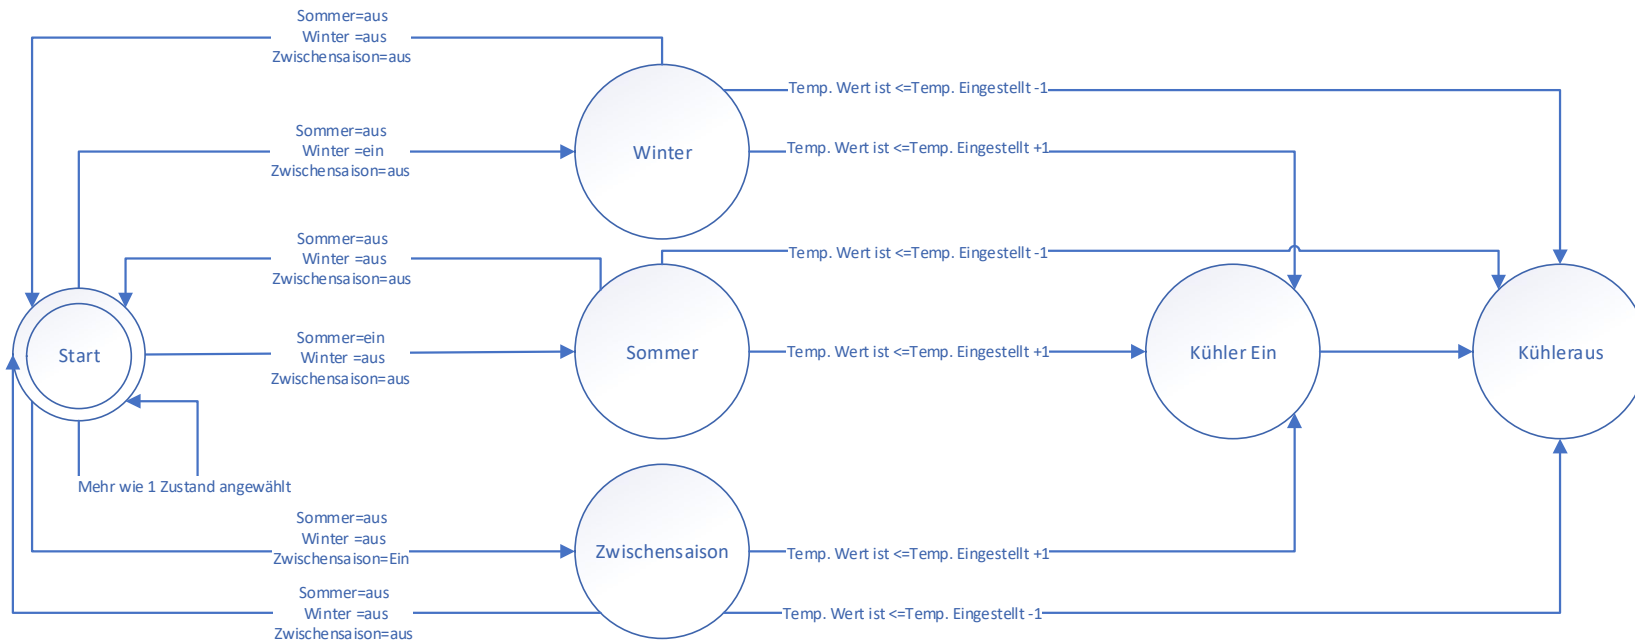 Sommer=aus
Winter =aus
Zwischensaison=aus
Temp. Wert ist <=Temp. Eingestellt -1
Sommer=aus
Winter =ein
Zwischensaison=aus
Winter
Temp. Wert ist <=Temp. Eingestellt +1
Sommer=aus
Winter =aus
Zwischensaison=aus
Temp. Wert ist <=Temp. Eingestellt -1
Start
Sommer=ein
Winter =aus
Zwischensaison=aus
Sommer
Temp. Wert ist <=Temp. Eingestellt +1
Kühler Ein
Kühleraus
Mehr wie 1 Zustand angewählt
Sommer=aus
Winter =aus
Zwischensaison=Ein
Zwischensaison
Temp. Wert ist <=Temp. Eingestellt +1
Sommer=aus
Winter =aus
Zwischensaison=aus
Temp. Wert ist <=Temp. Eingestellt -1